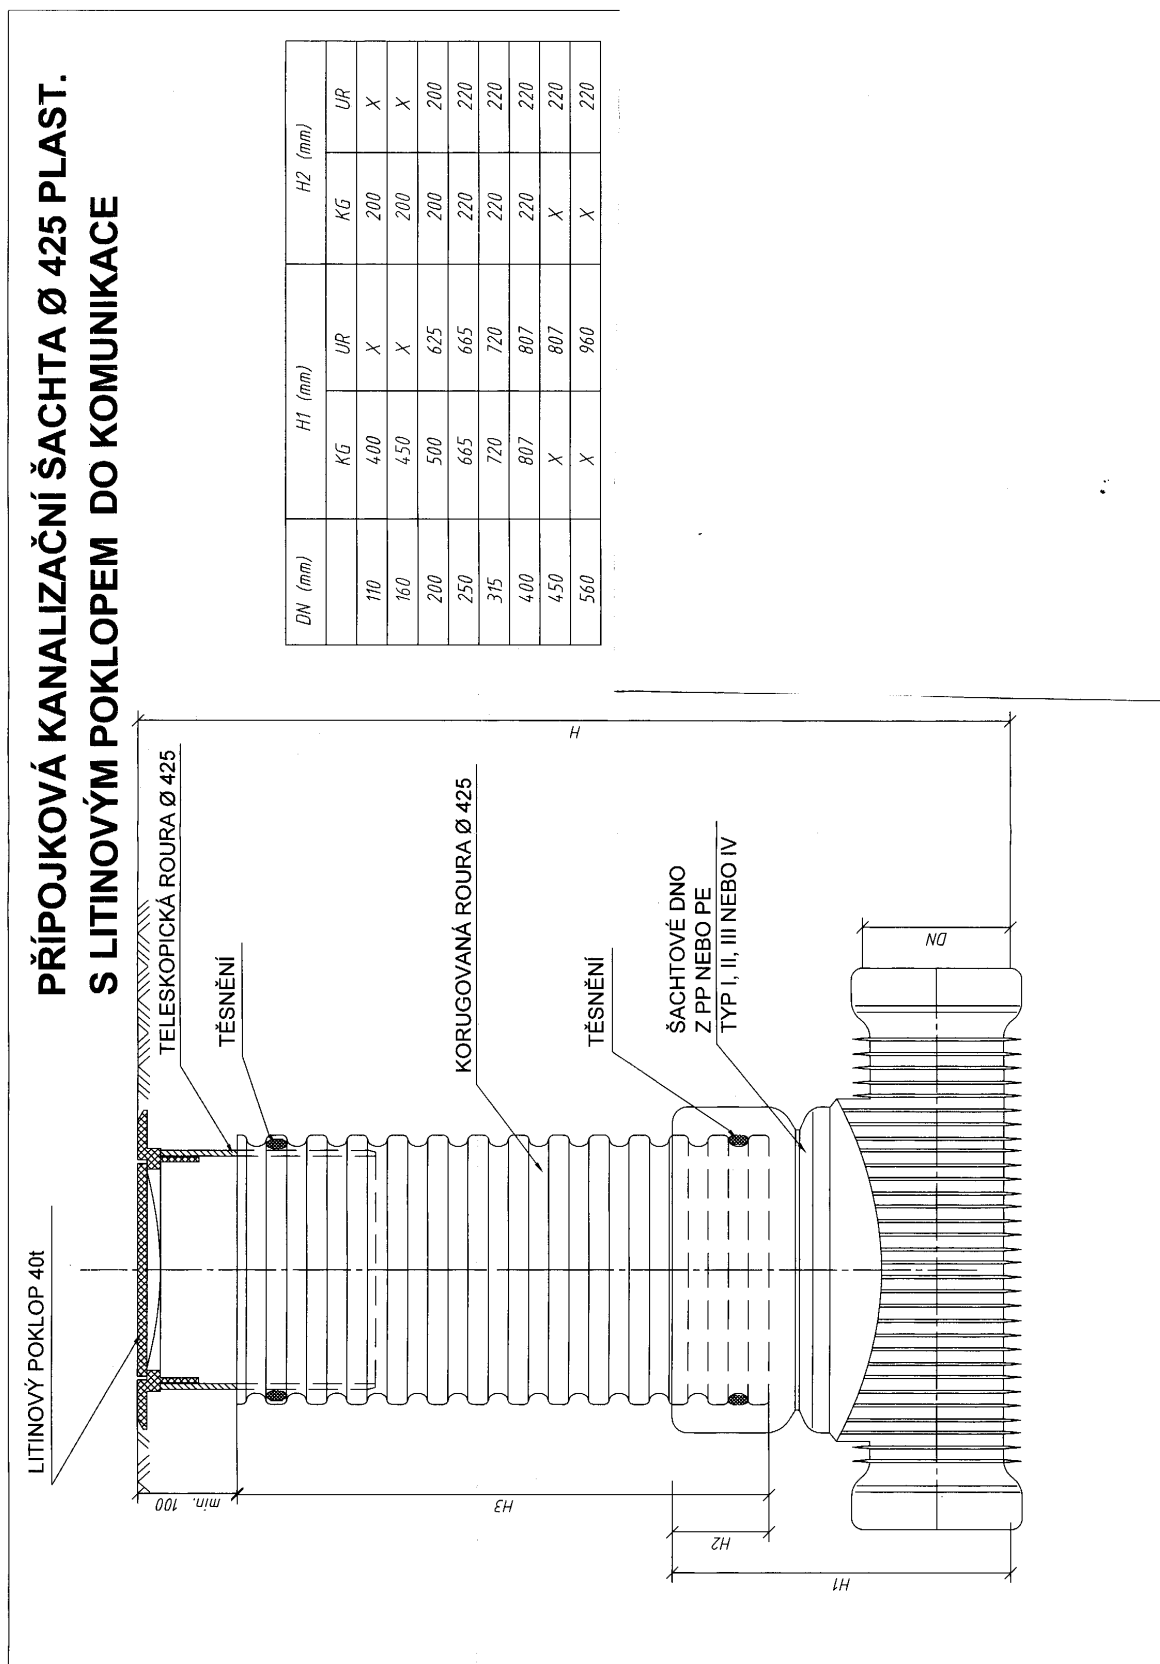 PŘÍPOJKOVÁ KANALIZAČNÍ ŠACHTA Ø 425 PLAST.
S LITINOVÝM POKLOPEM DO KOMUNIKACE
LITINOVÝ POKLOP 40t
TELESKOPICKÁ ROURA Ø 425
TĚSNĚNÍ
KORUGOVANÁ ROURA Ø 425
TĚSNĚNÍ
ŠACHTOVÉ DNO
Z PP NEBO PE
TYP I, II, III NEBO IV
min. 100
H3
H2
H1
H
DN
DN (mm) H1 (mm) H2 (mm)
KG UR KG UR
110 400 X 200 X
160 450 X 200 X
200 500 625 200 200
250 665 665 220 220
315 720 720 220 220
400 807 807 220 220
450 X 807 X 220
560 X 960 X 220